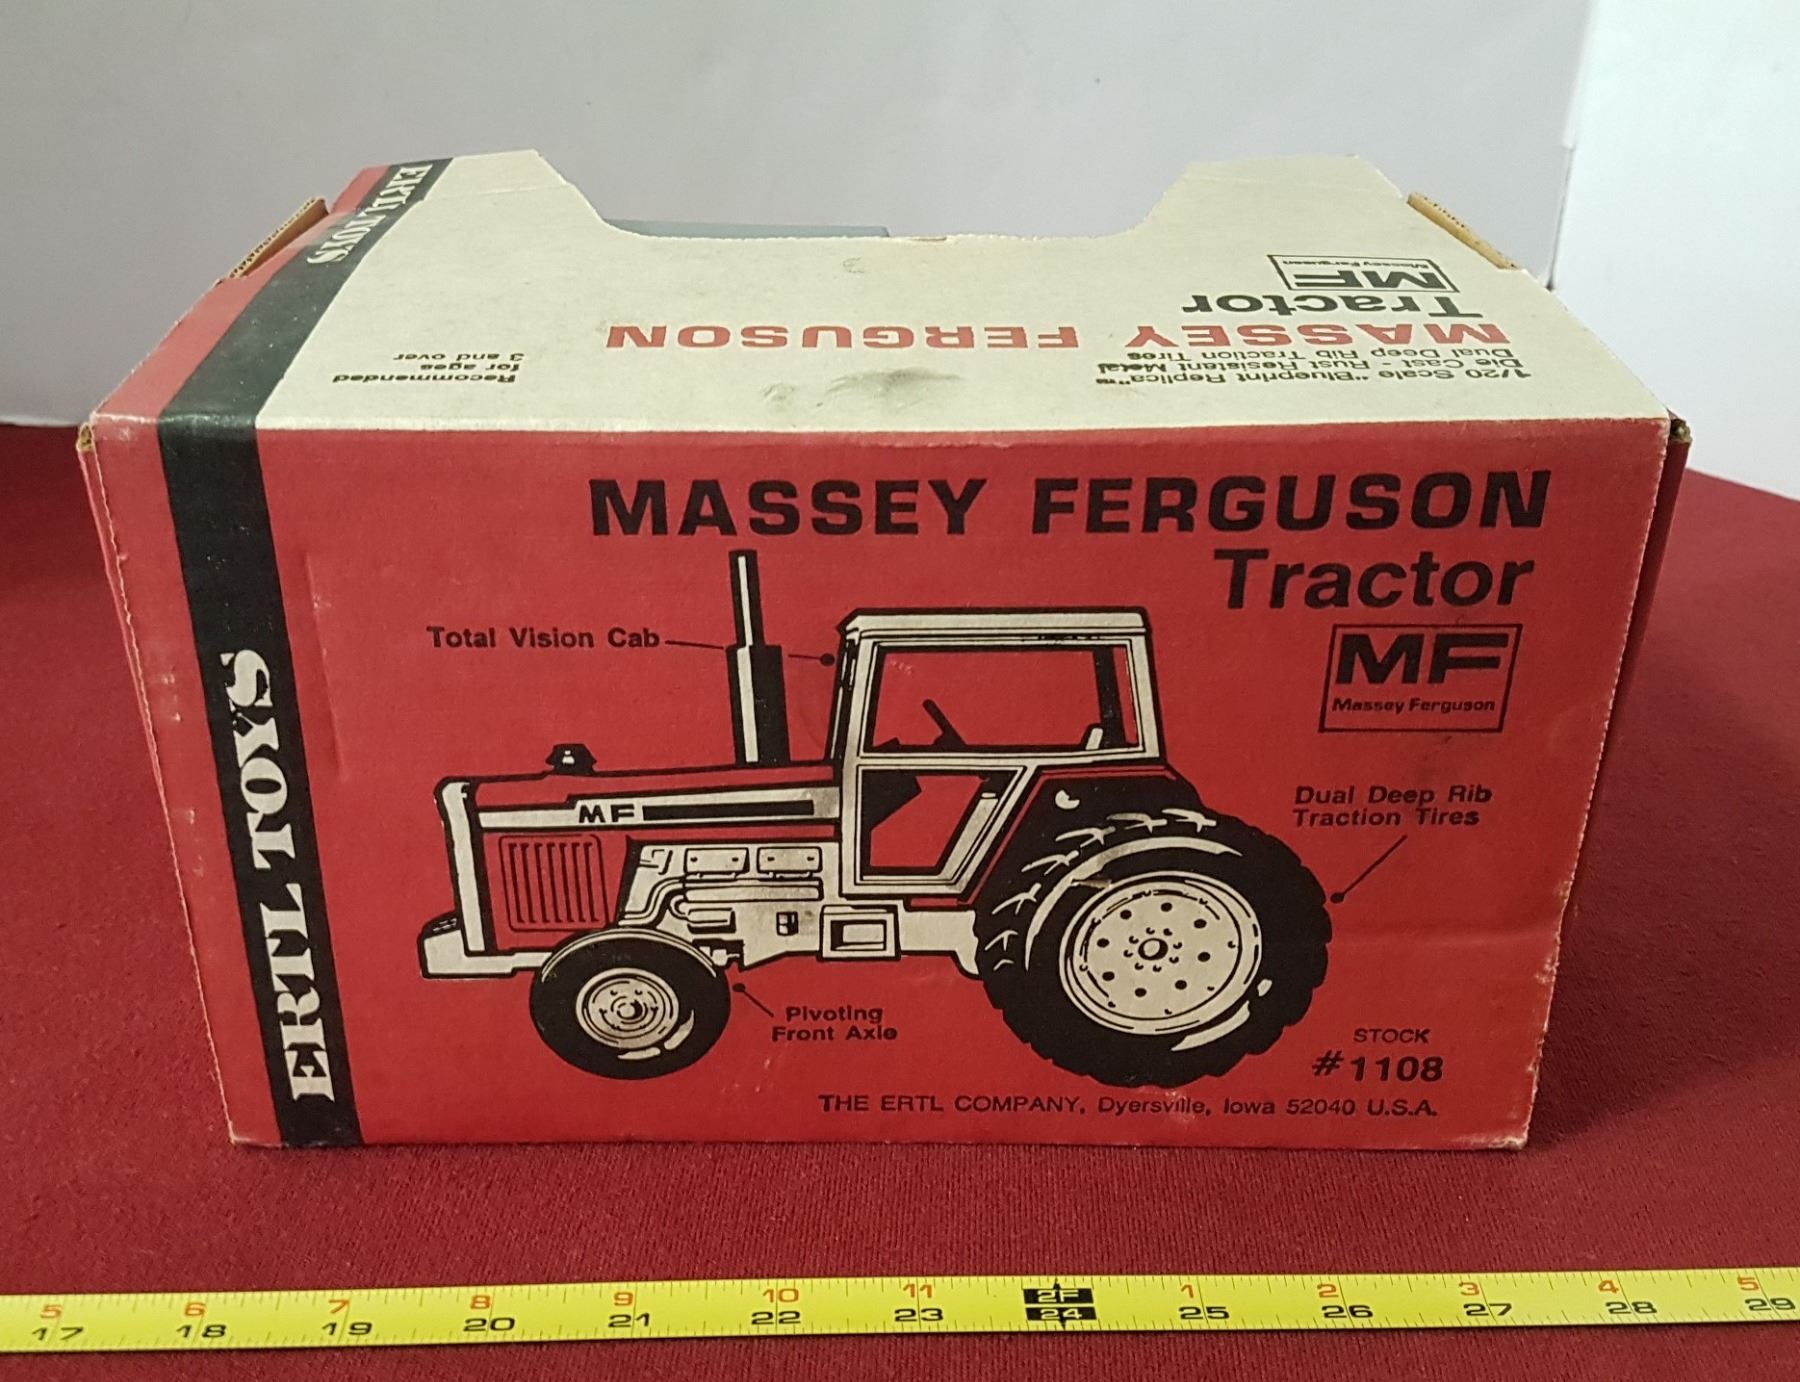 ERTL TOYS
MF
Massey Ferguson
Tractor
MASSEY FERGUSON
1/20 Scale "Blueprint Replica"™
Die Cast - Rust Resistant Metal
Dual Deep Rib Traction Tires
Recommended
for ages
3 and over
MASSEY FERGUSON
Tractor
MF
Massey Ferguson
Total Vision Cab
MF
Dual Deep Rib
Traction Tires
Pivoting
Front Axle
STOCK
#1108
THE ERTL COMPANY, Dyersville, Iowa 52040 U.S.A.
ERTL TOYS
5 6 7 8 9 10 11 2F 1 2 3 4 5
17 18 19 20 21 22 23 24 25 26 27 28 29